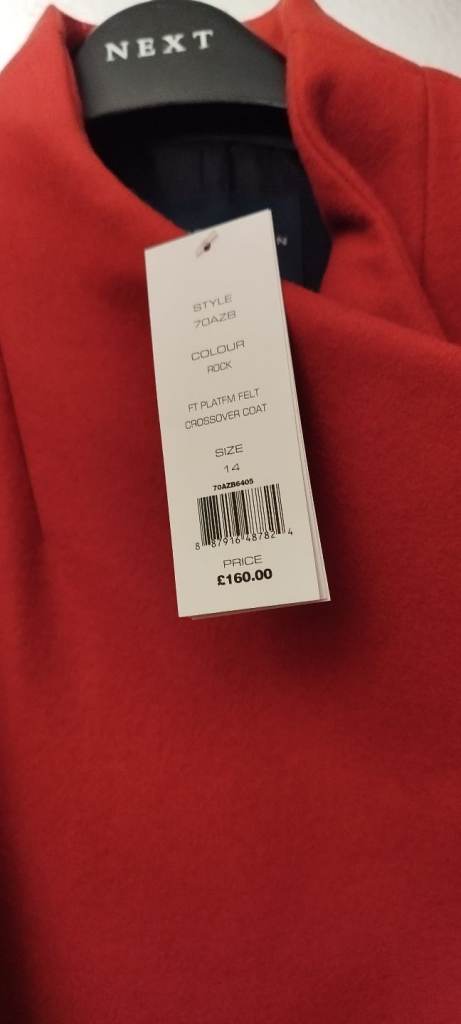 NEXT
STYLE
70AZB
COLOUR
ROCK
FT PLATFM FELT
CROSSOVER COAT
SIZE
14
70AZB6405
8 87916 48782 4
PRICE
£160.00